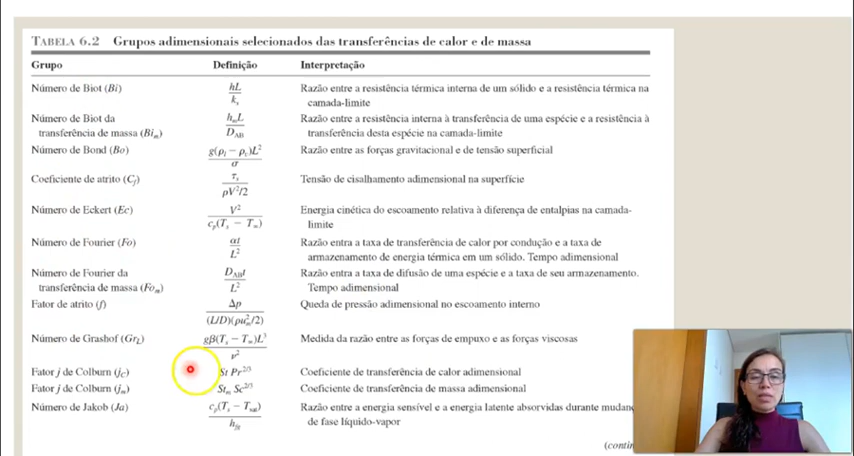 TABELA 6.2 Grupos adimensionais selecionados das transferências de calor e de massa
Grupo Definição Interpretação
Número de Biot (Bi) hL/k_s Razão entre a resistência térmica interna de um sólido e a resistência térmica na
camada-limite
Número de Biot da h_mL/D_AB Razão entre a resistência interna à transferência de uma espécie e a resistência à
transferência de massa (Bi_m) transferência desta espécie na camada-limite
Número de Bond (Bo) g(ρ_l − ρ_v)L²/σ Razão entre as forças gravitacional e de tensão superficial
Coeficiente de atrito (C_f) τ_s/ρV²/2 Tensão de cisalhamento adimensional na superfície
Número de Eckert (Ec) V²/c_p(T_s − T_∞) Energia cinética do escoamento relativa à diferença de entalpias na camada-
limite
Número de Fourier (Fo) αt/L² Razão entra a taxa de transferência de calor por condução e a taxa de
armazenamento de energia térmica em um sólido. Tempo adimensional
Número de Fourier da D_ABt/L² Razão entra a taxa de difusão de uma espécie e a taxa de seu armazenamento.
transferência de massa (Fo_m) Tempo adimensional
Fator de atrito (f) Δp/(L/D)(ρu_m²/2) Queda de pressão adimensional no escoamento interno
Número de Grashof (Gr_L) gβ(T_s − T_∞)L³/ν² Medida da razão entre as forças de empuxo e as forças viscosas
Fator j de Colburn (j_C) St Pr^2/3 Coeficiente de transferência de calor adimensional
Fator j de Colburn (j_m) St_m Sc^2/3 Coeficiente de transferência de massa adimensional
Número de Jakob (Ja) c_p(T_s − T_sat)/h_fg Razão entre a energia sensível e a energia latente absorvidas durante
de fase líquido-vapor